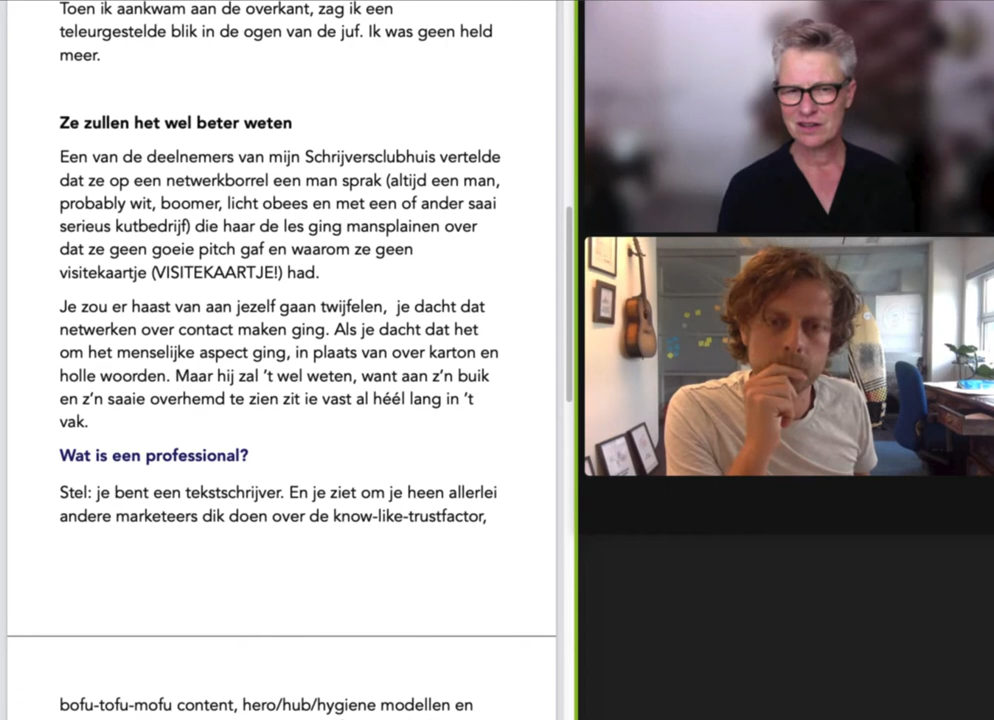 Toen ik aankwam aan de overkant, zag ik een
teleurgestelde blik in de ogen van de juf. Ik was geen held
meer.
Ze zullen het wel beter weten
Een van de deelnemers van mijn Schrijversclubhuis vertelde
dat ze op een netwerkborrel een man sprak (altijd een man,
probably wit, boomer, licht obees en met een of ander saai
serieus kutbedrijf) die haar de les ging mansplainen over
dat ze geen goeie pitch gaf en waarom ze geen
visitekaartje (VISITEKAARTJE!) had.
Je zou er haast van aan jezelf gaan twijfelen, je dacht dat
netwerken over contact maken ging. Als je dacht dat het
om het menselijke aspect ging, in plaats van over karton en
holle woorden. Maar hij zal ’t wel weten, want aan z’n buik
en z’n saaie overhemd te zien zit ie vast al héél lang in ’t
vak.
Wat is een professional?
Stel: je bent een tekstschrijver. En je ziet om je heen allerlei
andere marketeers dik doen over de know-like-trustfactor,
bofu-tofu-mofu content, hero/hub/hygiene modellen en